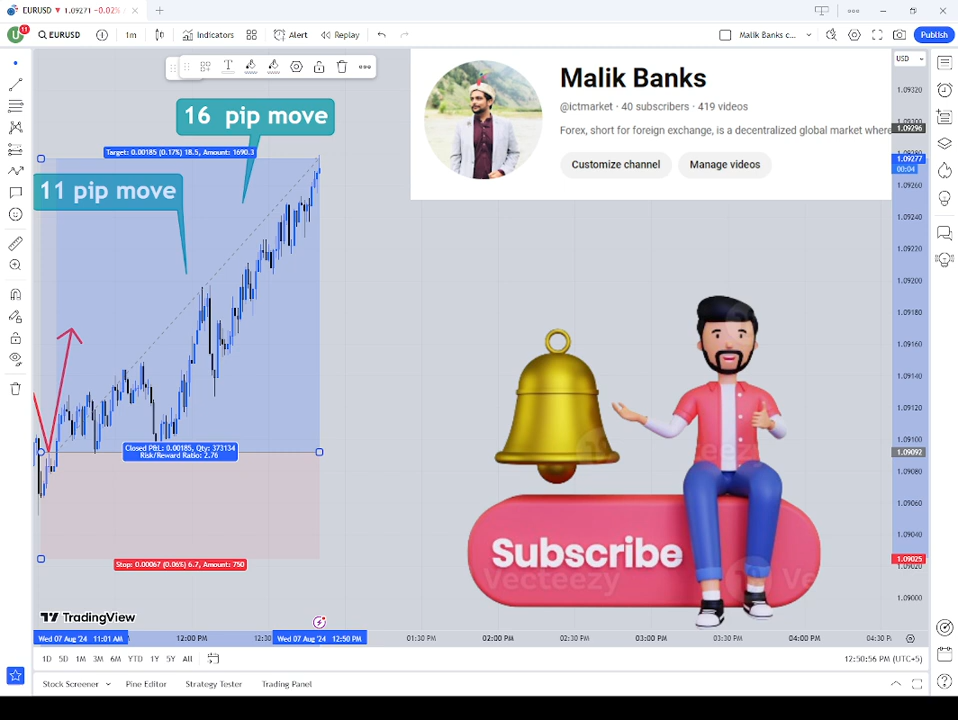 EURUSD ▼ 1.09271 −0.02%
U 11 EURUSD 1m Indicators Alert Replay Malik Banks c... Publish
USD
16 pip move
11 pip move
Target: 0.00185 (0.17%) 18.5, Amount: 1690.3
Closed P&L: 0.00185, Qty: 373134
Risk/Reward Ratio: 2.76
Stop: 0.00067 (0.06%) 6.7, Amount: 750
Malik Banks
@ictmarket · 40 subscribers · 419 videos
Forex, short for foreign exchange, is a decentralized global market where
Customize channel Manage videos
Subscribe
Vecteezy
1.09320
1.09300
1.09296
1.09277
00:04
1.09260
1.09240
1.09220
1.09200
1.09180
1.09160
1.09140
1.09120
1.09100
1.09092
1.09080
1.09060
1.09040
1.09025
1.09020
1.09000
TradingView
Wed 07 Aug '24 11:01 AM 12:00 PM 12:30 Wed 07 Aug '24 12:50 PM 01:30 PM 02:00 PM 02:30 PM 03:00 PM 03:30 PM 04:00 PM 04:30 P
1D 5D 1M 3M 6M YTD 1Y 5Y All 12:50:56 PM (UTC+5)
Stock Screener Pine Editor Strategy Tester Trading Panel